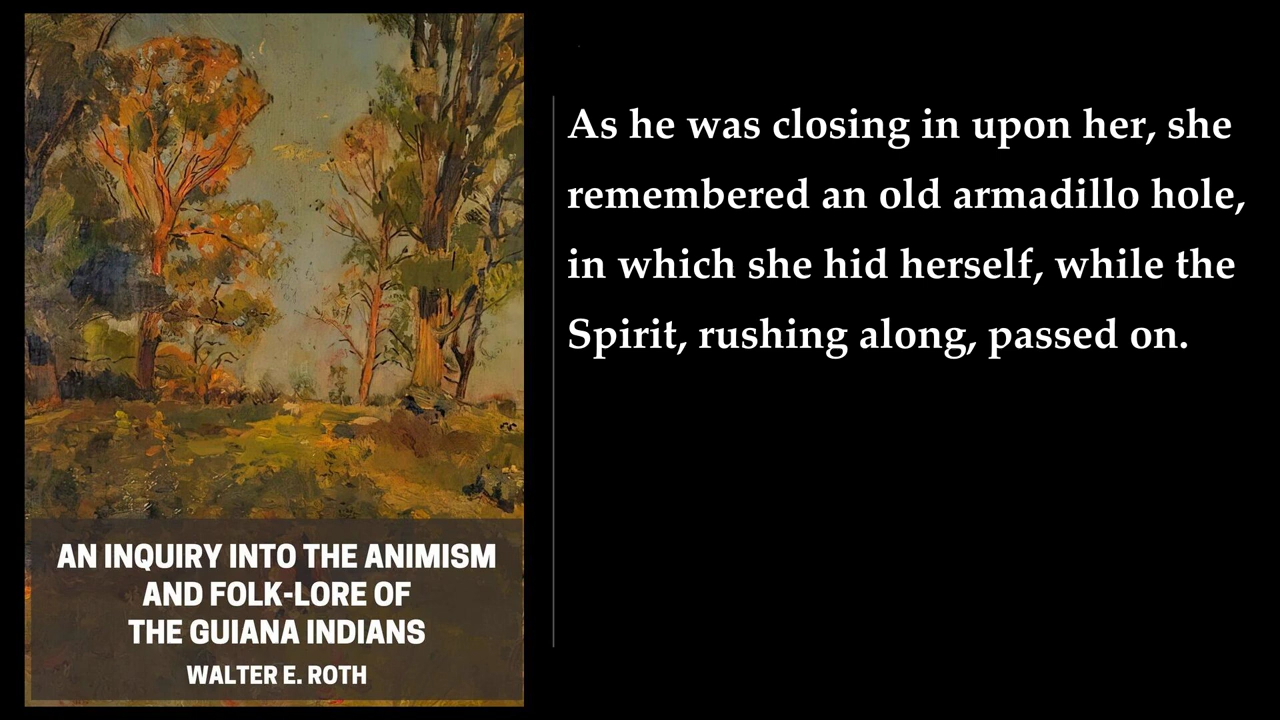 As he was closing in upon her, she
remembered an old armadillo hole,
in which she hid herself, while the
Spirit, rushing along, passed on.
AN INQUIRY INTO THE ANIMISM
AND FOLK-LORE OF
THE GUIANA INDIANS
WALTER E. ROTH